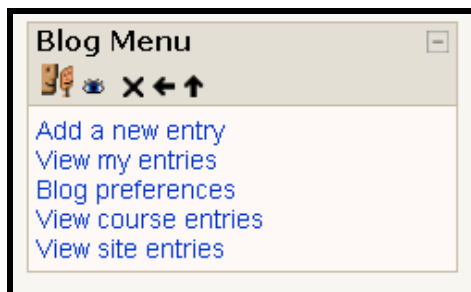 Blog Menu
Add a new entry
View my entries
Blog preferences
View course entries
View site entries